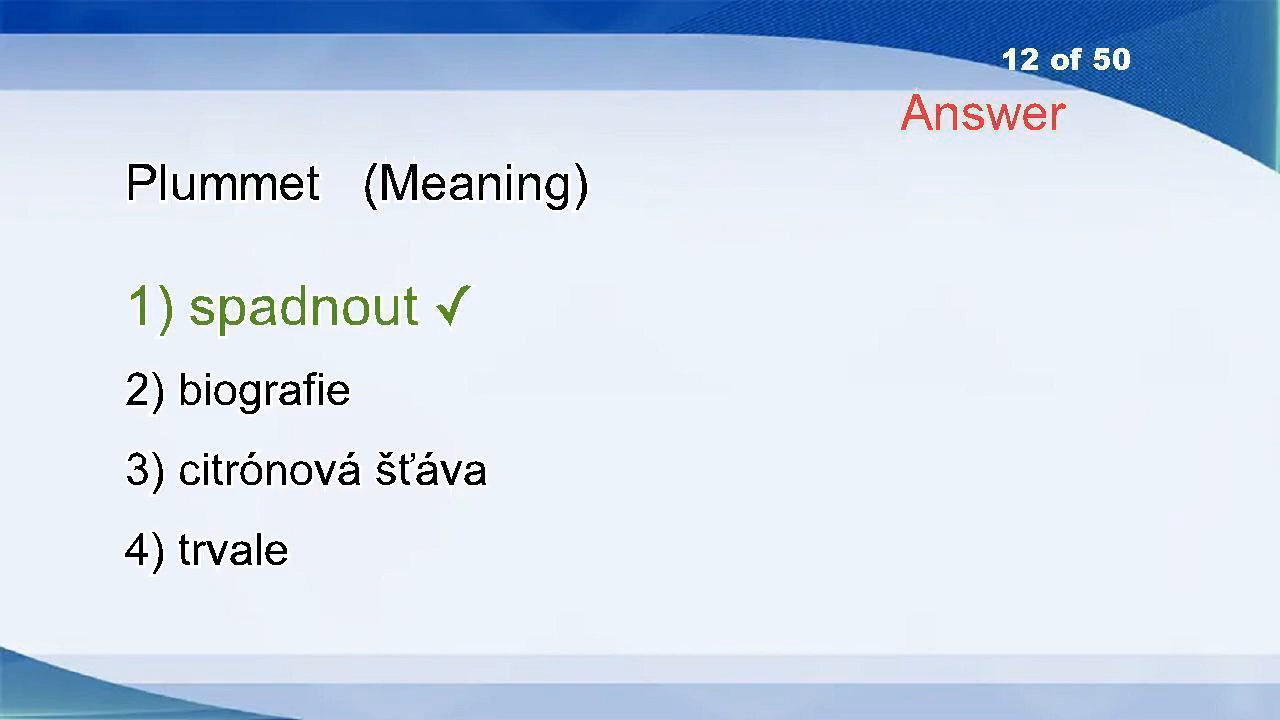 12 of 50
Answer
Plummet (Meaning)
1) spadnout ✓
2) biografie
3) citrónová šťáva
4) trvale